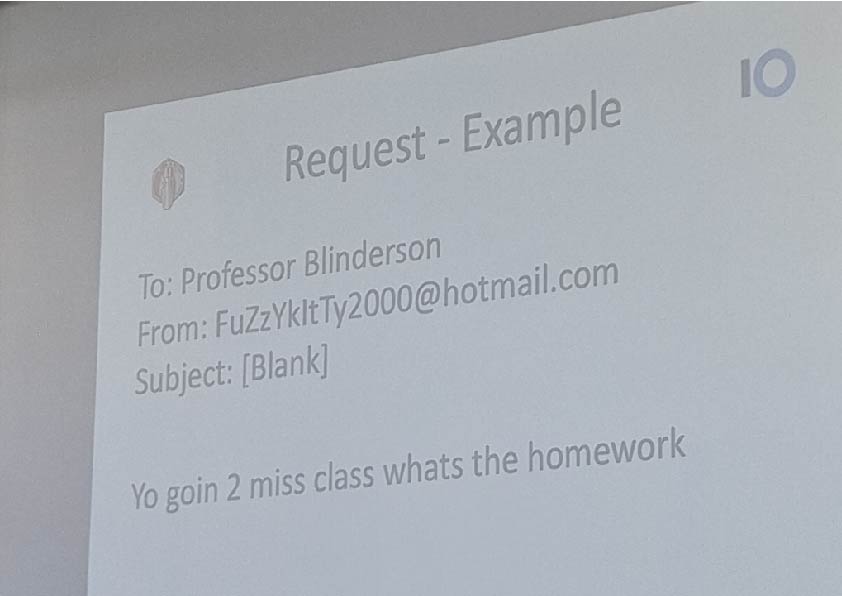 IO
Request - Example
To: Professor Blinderson
From: FuZzYkItTy2000@hotmail.com
Subject: [Blank]
Yo goin 2 miss class whats the homework